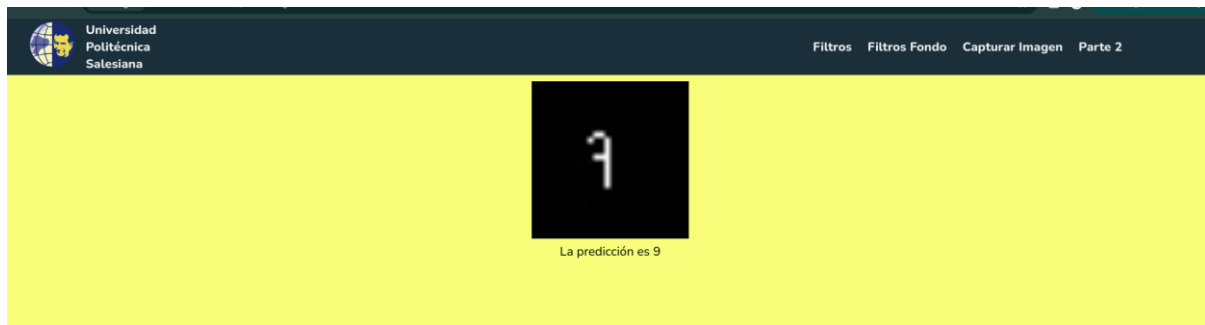 Universidad
Politécnica
Salesiana
Filtros Filtros Fondo Capturar Imagen Parte 2
La predicción es 9